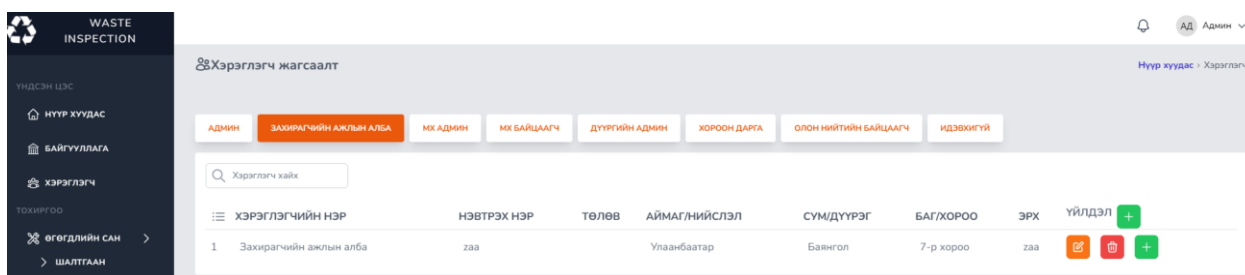 WASTE
INSPECTION
АД Админ
Хэрэглэгч жагсаалт
Нүүр хуудас > Хэрэглэгч
ҮНДСЭН ЦЭС
НҮҮР ХУУДАС
БАЙГУУЛЛАГА
ХЭРЭГЛЭГЧ
ТОХИРГОО
ӨГӨГДЛИЙН САН
ШАЛТГААН
АДМИН ЗАХИРАГЧИЙН АЖЛЫН АЛБА МХ АДМИН МХ БАЙЦААГЧ ДҮҮРГИЙН АДМИН ХОРООН ДАРГА ОЛОН НИЙТИЙН БАЙЦААГЧ ИДЭВХИГҮЙ
Хэрэглэгч хайх
ХЭРЭГЛЭГЧИЙН НЭР НЭВТРЭХ НЭР ТӨЛӨВ АЙМАГ/НИЙСЛЭЛ СУМ/ДҮҮРЭГ БАГ/ХОРОО ЭРХ ҮЙЛДЭЛ
1 Захирагчийн ажлын алба zaa Улаанбаатар Баянгол 7-р хороо zaa